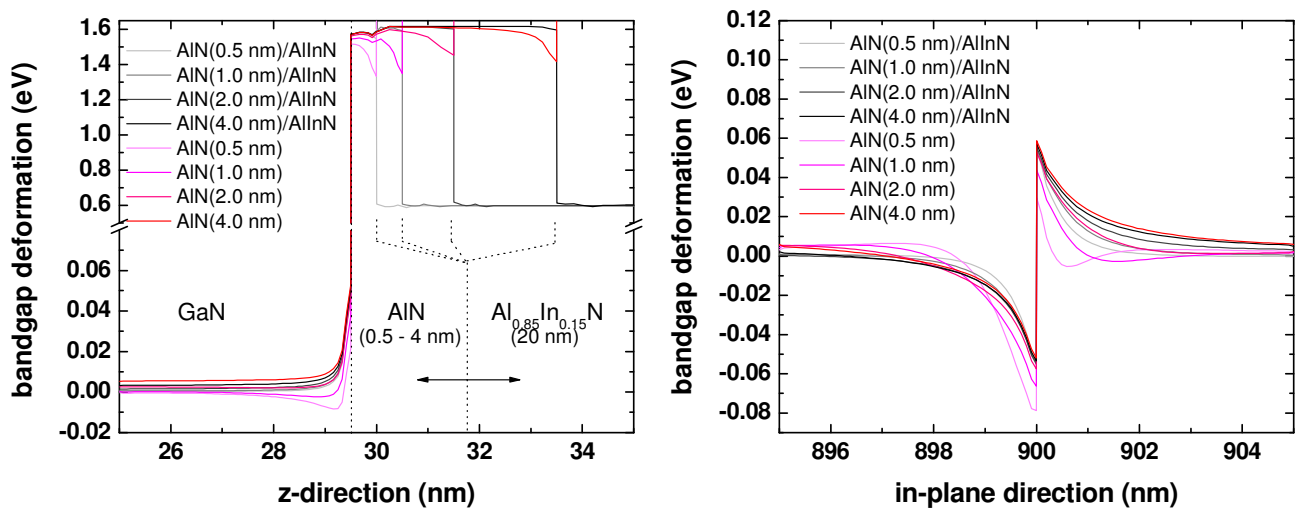 bandgap deformation (eV)
1.6
1.4
1.2
1.0
0.8
0.6
0.06
0.04
0.02
0.00
-0.02
AlN(0.5 nm)/AlInN
AlN(1.0 nm)/AlInN
AlN(2.0 nm)/AlInN
AlN(4.0 nm)/AlInN
AlN(0.5 nm)
AlN(1.0 nm)
AlN(2.0 nm)
AlN(4.0 nm)
GaN
AlN
(0.5 - 4 nm)
Al0.85In0.15N
(20 nm)
26 28 30 32 34
z-direction (nm)
bandgap deformation (eV)
0.12
0.10
0.08
0.06
0.04
0.02
0.00
-0.02
-0.04
-0.06
-0.08
AlN(0.5 nm)/AlInN
AlN(1.0 nm)/AlInN
AlN(2.0 nm)/AlInN
AlN(4.0 nm)/AlInN
AlN(0.5 nm)
AlN(1.0 nm)
AlN(2.0 nm)
AlN(4.0 nm)
896 898 900 902 904
in-plane direction (nm)